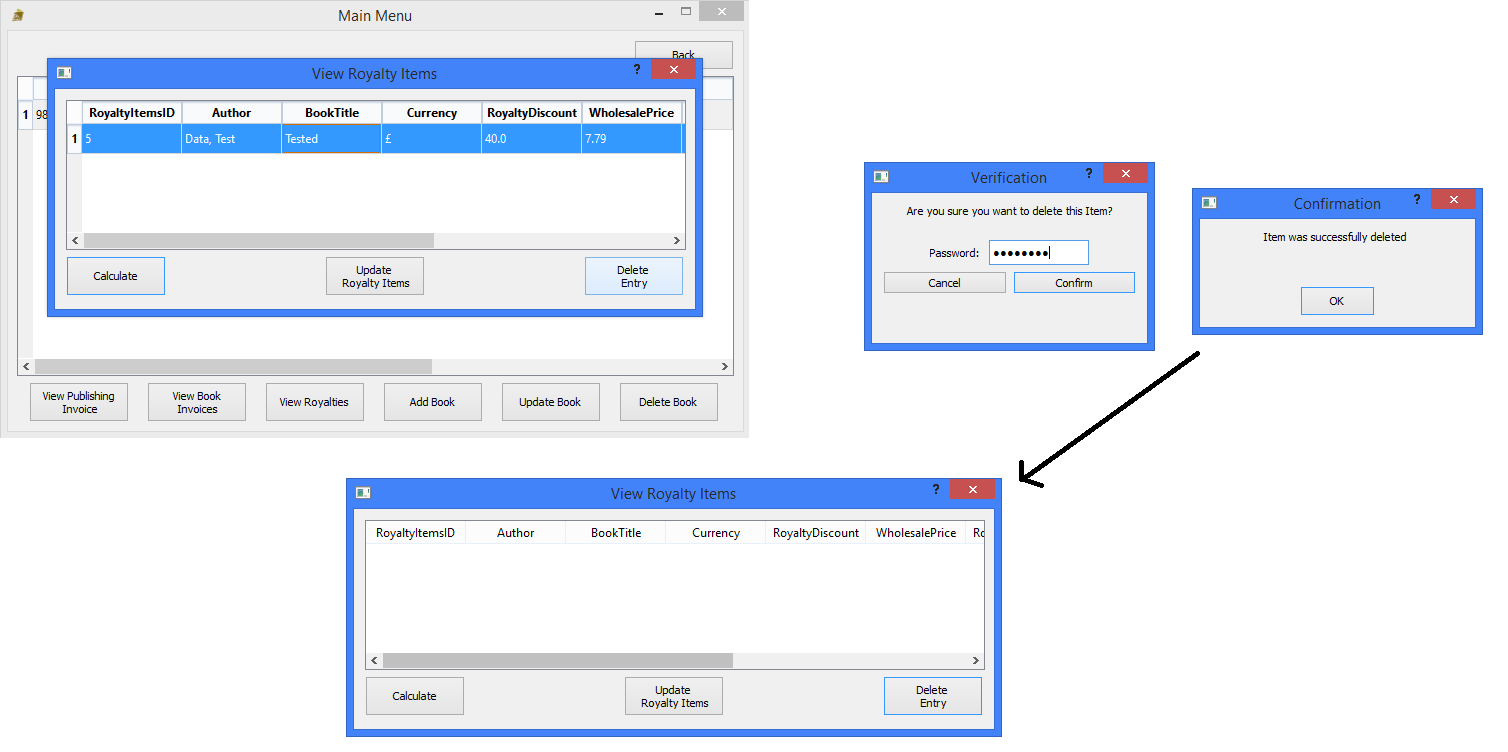 Main Menu
Back
View Royalty Items
?
RoyaltyItemsID Author BookTitle Currency RoyaltyDiscount WholesalePrice
1 98
1 5 Data, Test Tested £ 40.0 7.79
Calculate
Update
Royalty Items
Delete
Entry
View Publishing
Invoice
View Book
Invoices
View Royalties
Add Book
Update Book
Delete Book
Verification
?
Are you sure you want to delete this Item?
Password: ●●●●●●●●
Cancel
Confirm
Confirmation
?
Item was successfully deleted
OK
View Royalty Items
?
RoyaltyItemsID Author BookTitle Currency RoyaltyDiscount WholesalePrice
Calculate
Update
Royalty Items
Delete
Entry